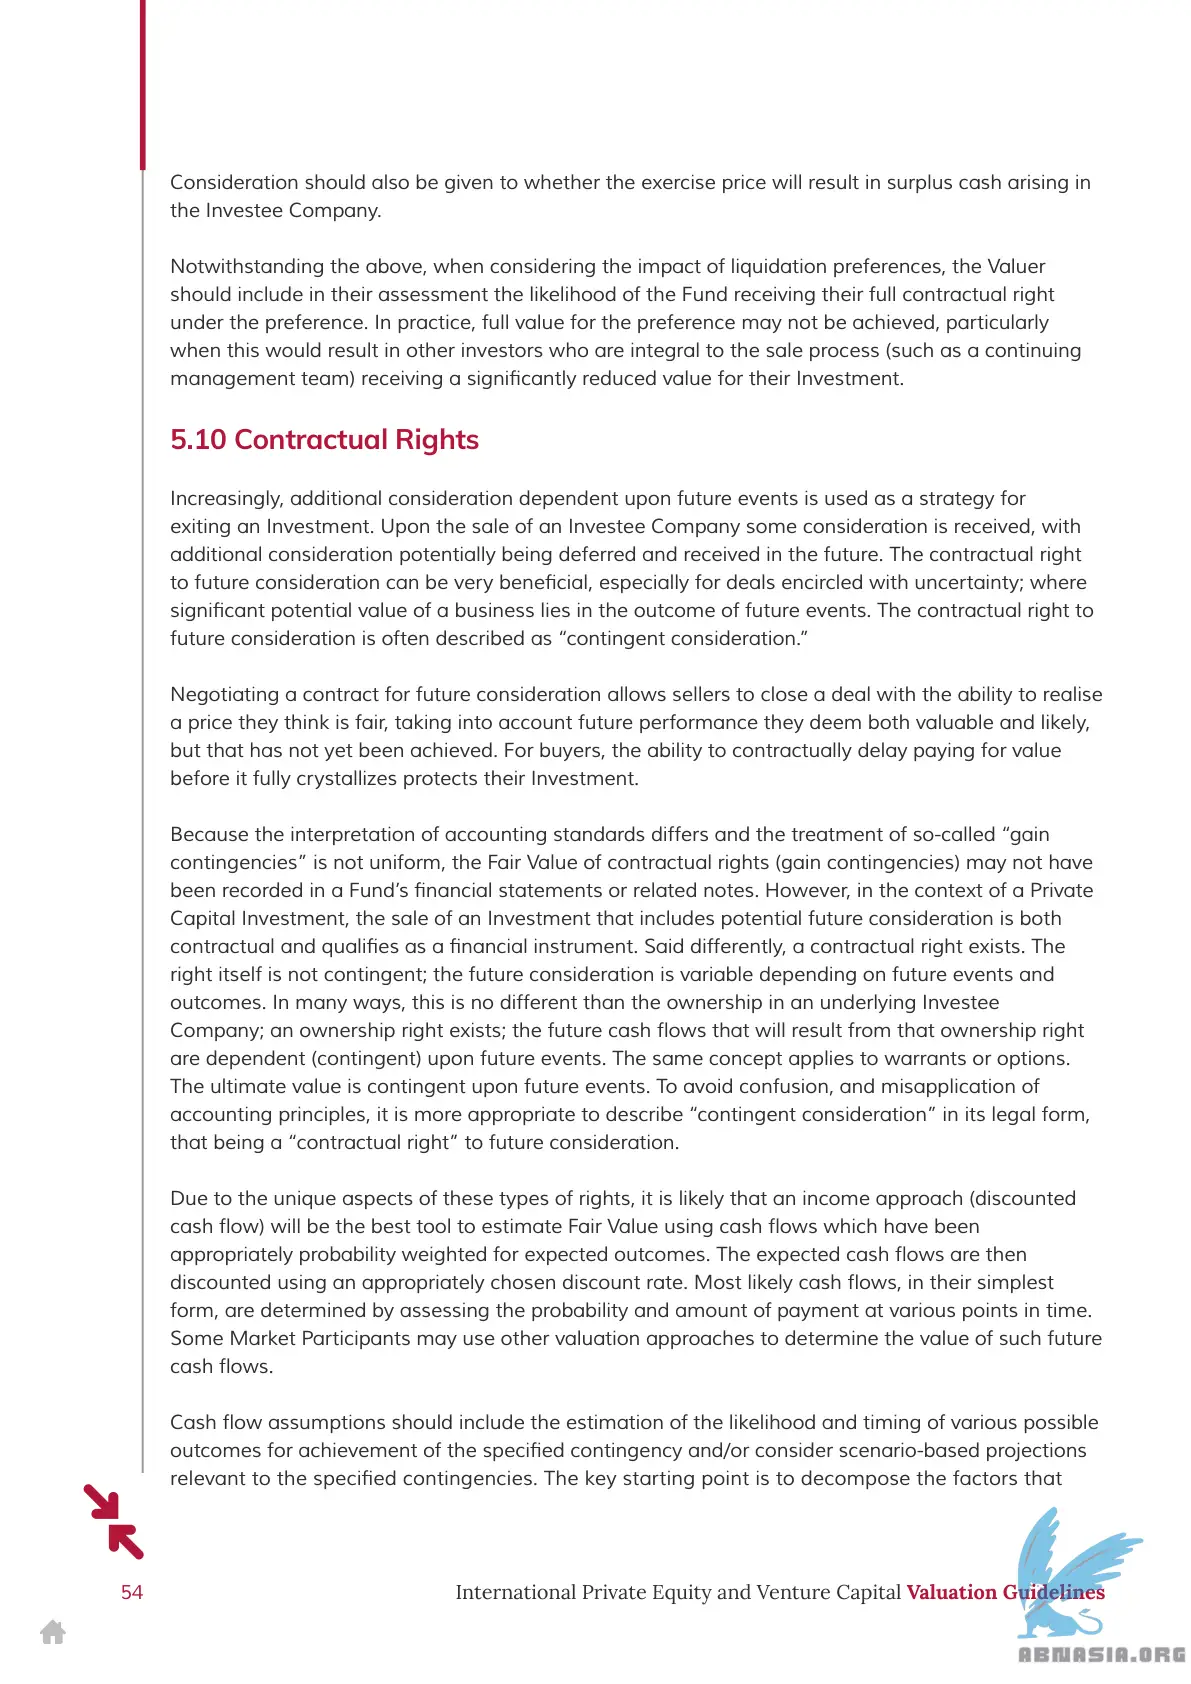 Consideration should also be given to whether the exercise price will result in surplus cash arising in
the Investee Company.
Notwithstanding the above, when considering the impact of liquidation preferences, the Valuer
should include in their assessment the likelihood of the Fund receiving their full contractual right
under the preference. In practice, full value for the preference may not be achieved, particularly
when this would result in other investors who are integral to the sale process (such as a continuing
management team) receiving a significantly reduced value for their Investment.
5.10 Contractual Rights
Increasingly, additional consideration dependent upon future events is used as a strategy for
exiting an Investment. Upon the sale of an Investee Company some consideration is received, with
additional consideration potentially being deferred and received in the future. The contractual right
to future consideration can be very beneficial, especially for deals encircled with uncertainty; where
significant potential value of a business lies in the outcome of future events. The contractual right to
future consideration is often described as “contingent consideration.”
Negotiating a contract for future consideration allows sellers to close a deal with the ability to realise
a price they think is fair, taking into account future performance they deem both valuable and likely,
but that has not yet been achieved. For buyers, the ability to contractually delay paying for value
before it fully crystallizes protects their Investment.
Because the interpretation of accounting standards differs and the treatment of so-called “gain
contingencies” is not uniform, the Fair Value of contractual rights (gain contingencies) may not have
been recorded in a Fund’s financial statements or related notes. However, in the context of a Private
Capital Investment, the sale of an Investment that includes potential future consideration is both
contractual and qualifies as a financial instrument. Said differently, a contractual right exists. The
right itself is not contingent; the future consideration is variable depending on future events and
outcomes. In many ways, this is no different than the ownership in an underlying Investee
Company; an ownership right exists; the future cash flows that will result from that ownership right
are dependent (contingent) upon future events. The same concept applies to warrants or options.
The ultimate value is contingent upon future events. To avoid confusion, and misapplication of
accounting principles, it is more appropriate to describe “contingent consideration” in its legal form,
that being a “contractual right” to future consideration.
Due to the unique aspects of these types of rights, it is likely that an income approach (discounted
cash flow) will be the best tool to estimate Fair Value using cash flows which have been
appropriately probability weighted for expected outcomes. The expected cash flows are then
discounted using an appropriately chosen discount rate. Most likely cash flows, in their simplest
form, are determined by assessing the probability and amount of payment at various points in time.
Some Market Participants may use other valuation approaches to determine the value of such future
cash flows.
Cash flow assumptions should include the estimation of the likelihood and timing of various possible
outcomes for achievement of the specified contingency and/or consider scenario-based projections
relevant to the specified contingencies. The key starting point is to decompose the factors that
54
International Private Equity and Venture Capital Valuation Guidelines
ABNASIA.ORG